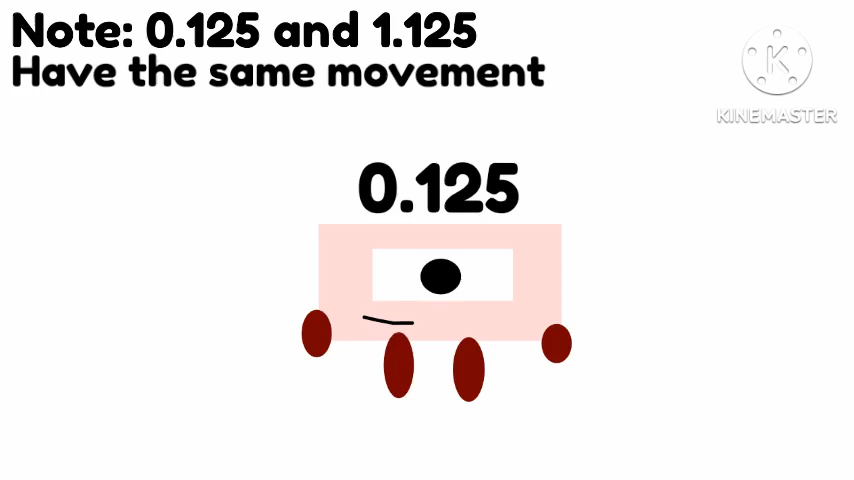 Note: 0.125 and 1.125
Have the same movement
K
KINEMASTER
0.125